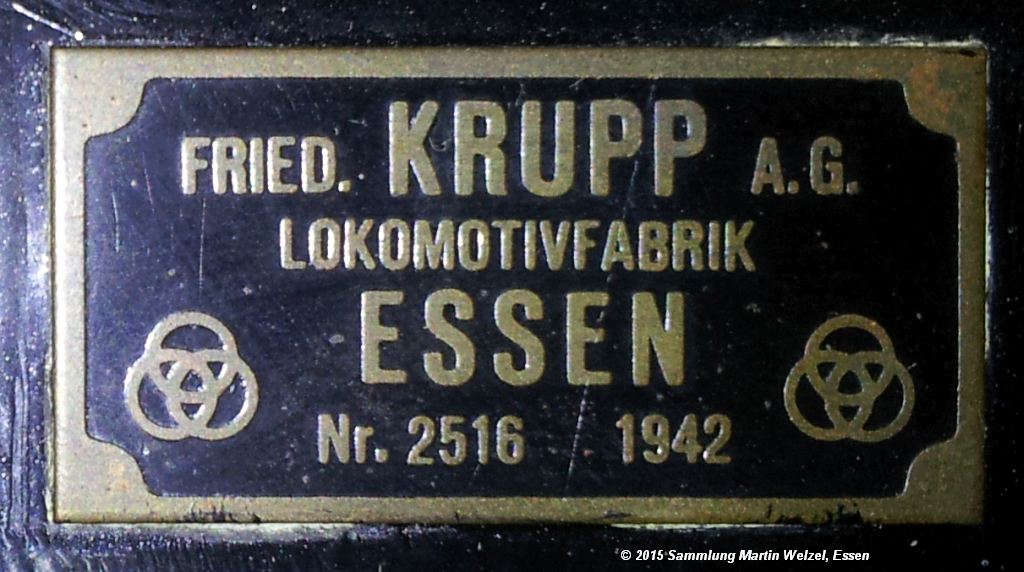 FRIED. KRUPP A.G.
LOKOMOTIVFABRIK
ESSEN
Nr. 2516 1942
© 2015 Sammlung Martin Welzel, Essen